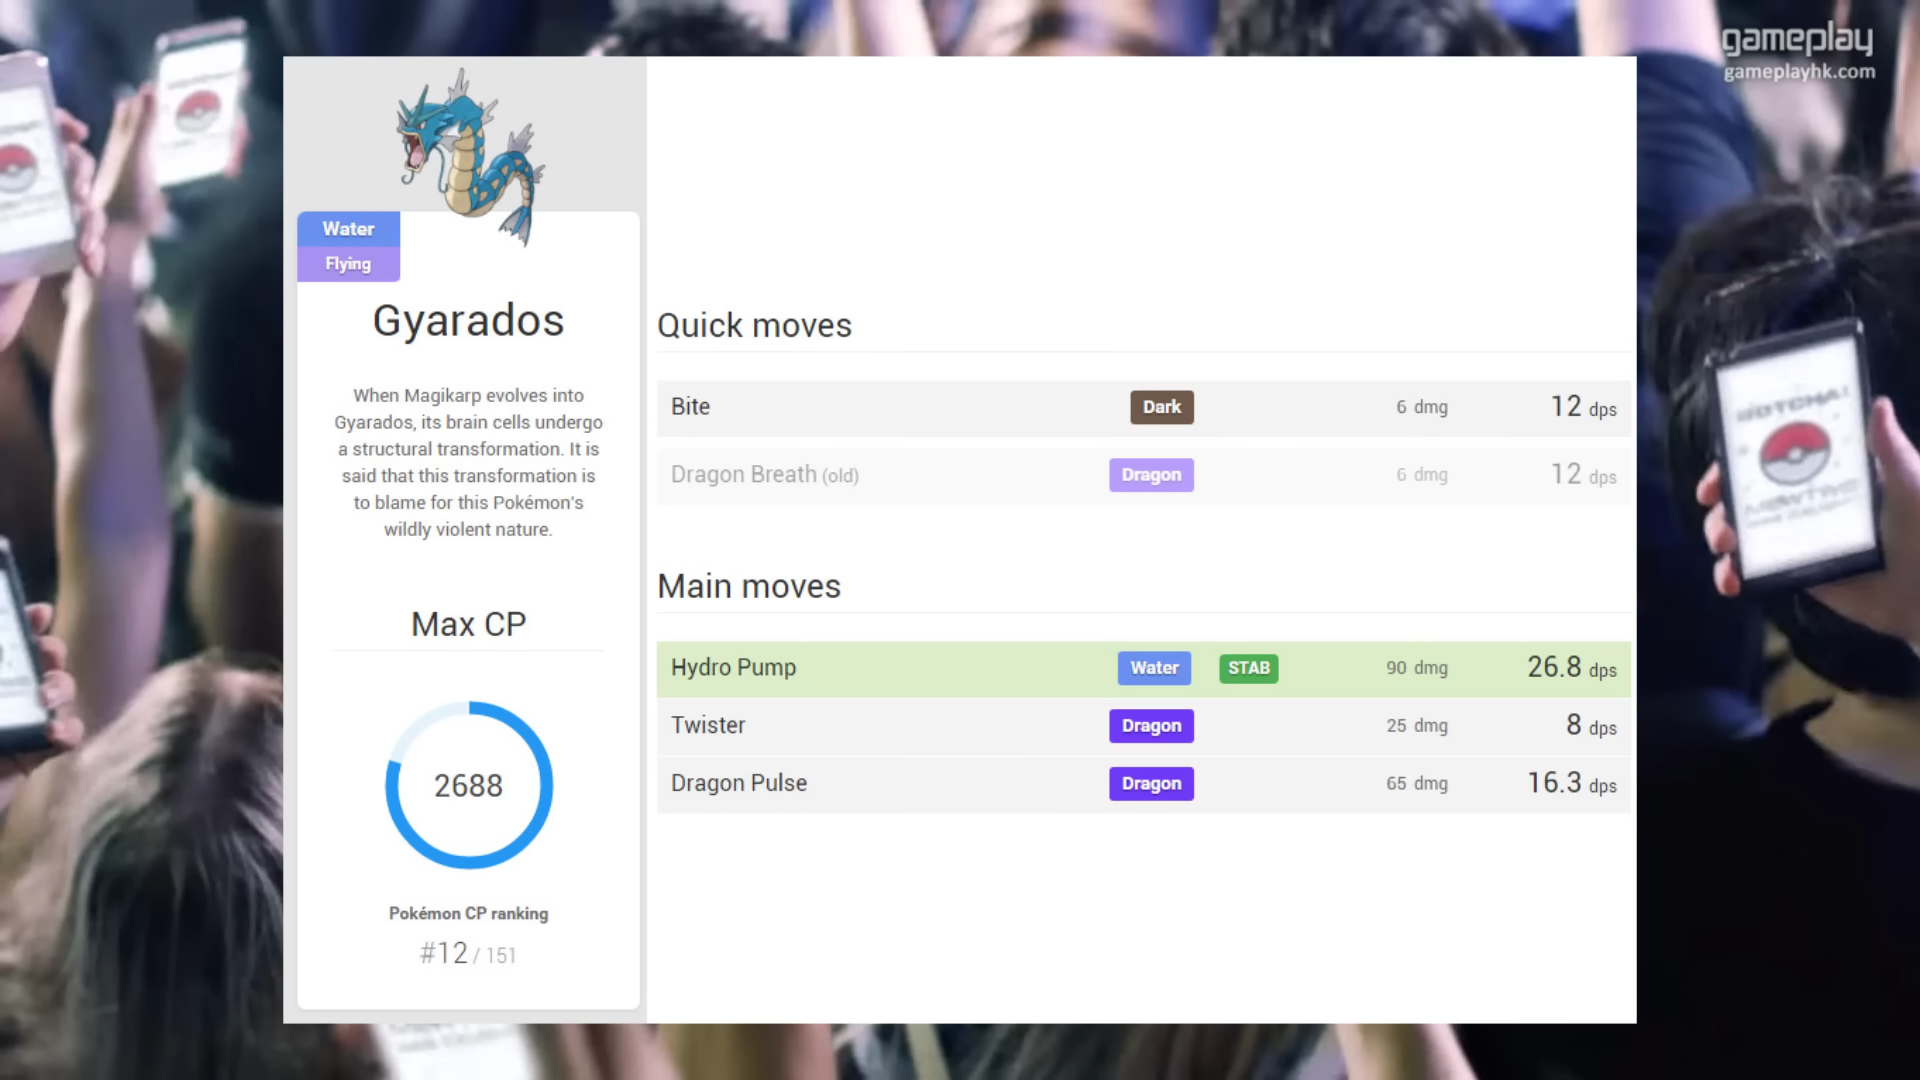 gameplay
gameplayhk.com
Water
Flying
Gyarados
When Magikarp evolves into
Gyarados, its brain cells undergo
a structural transformation. It is
said that this transformation is
to blame for this Pokémon's
wildly violent nature.
Max CP
2688
Pokémon CP ranking
#12 / 151
Quick moves
Bite Dark 6 dmg 12 dps
Dragon Breath (old) Dragon 6 dmg 12 dps
Main moves
Hydro Pump Water STAB 90 dmg 26.8 dps
Twister Dragon 25 dmg 8 dps
Dragon Pulse Dragon 65 dmg 16.3 dps
GOTCHA!
MEWTWO